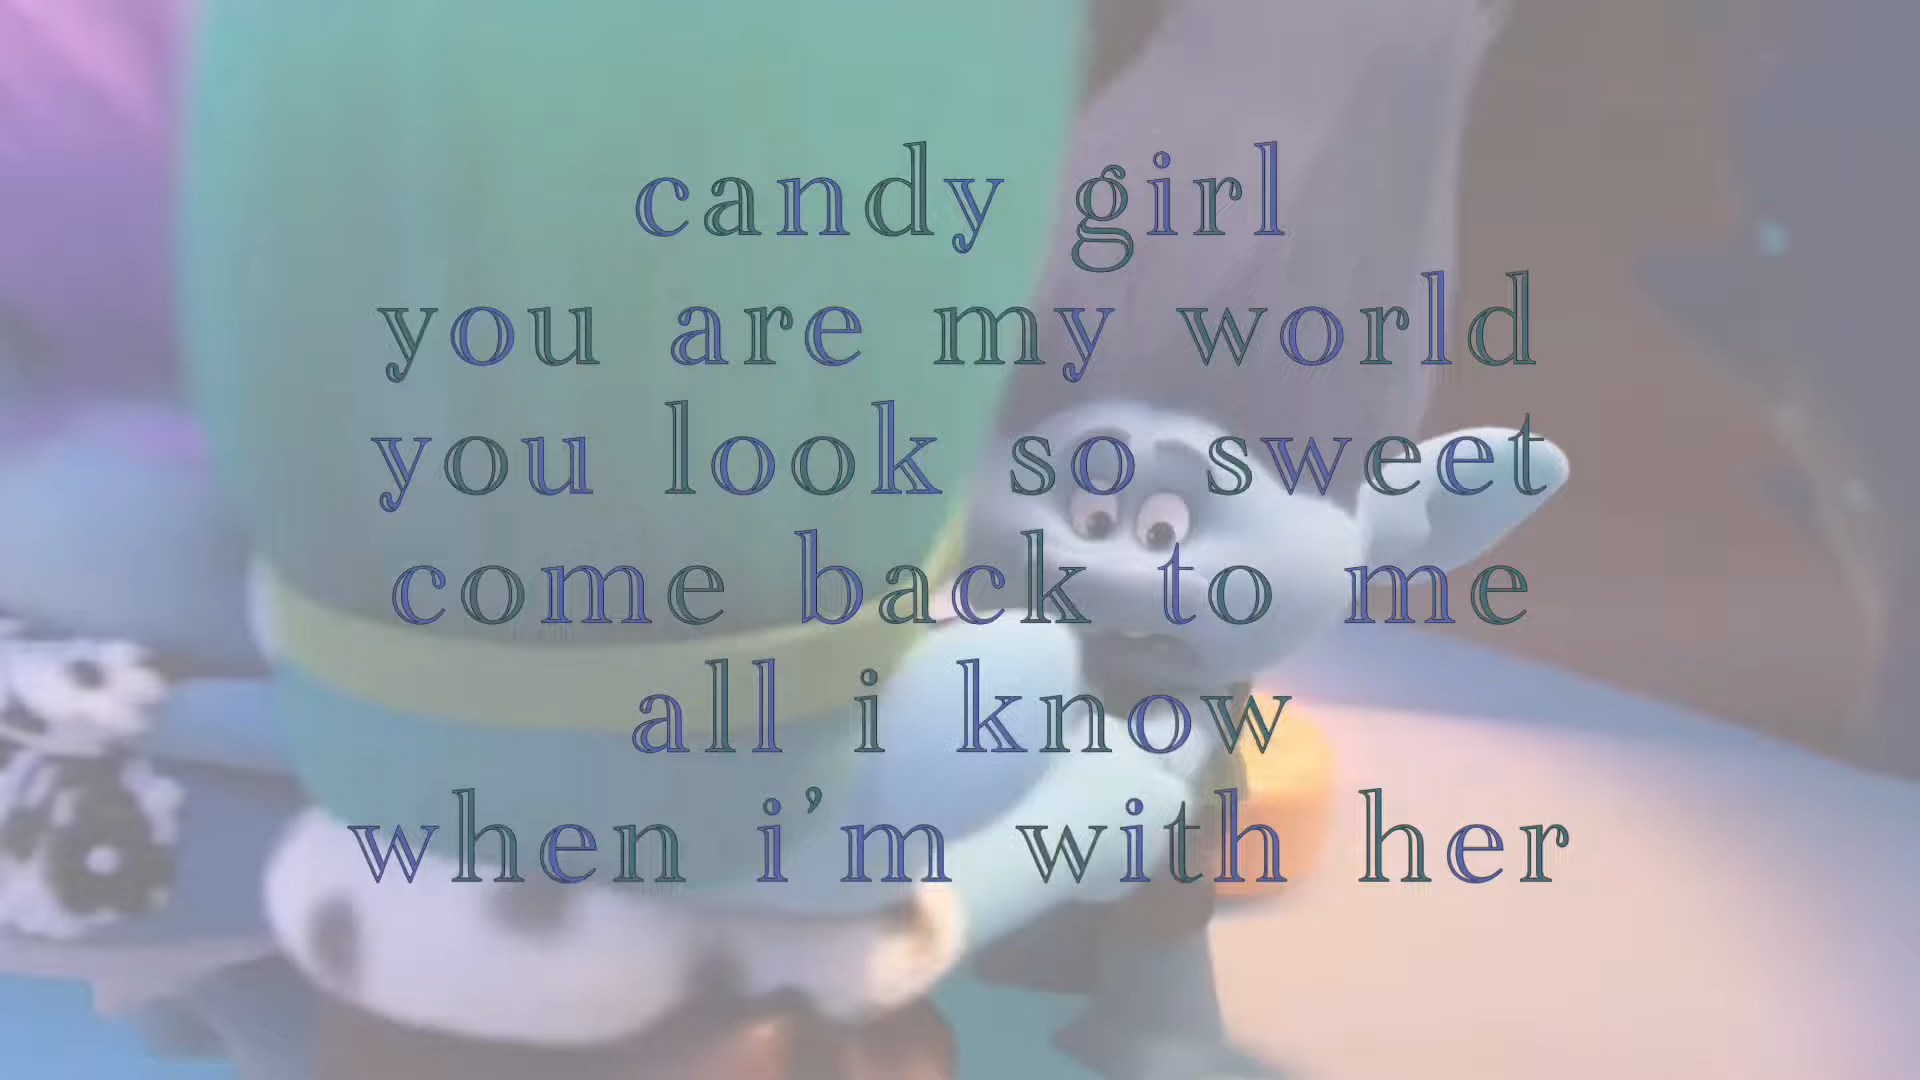 candy girl
you are my world
you look so sweet
come back to me
all i know
when i'm with her